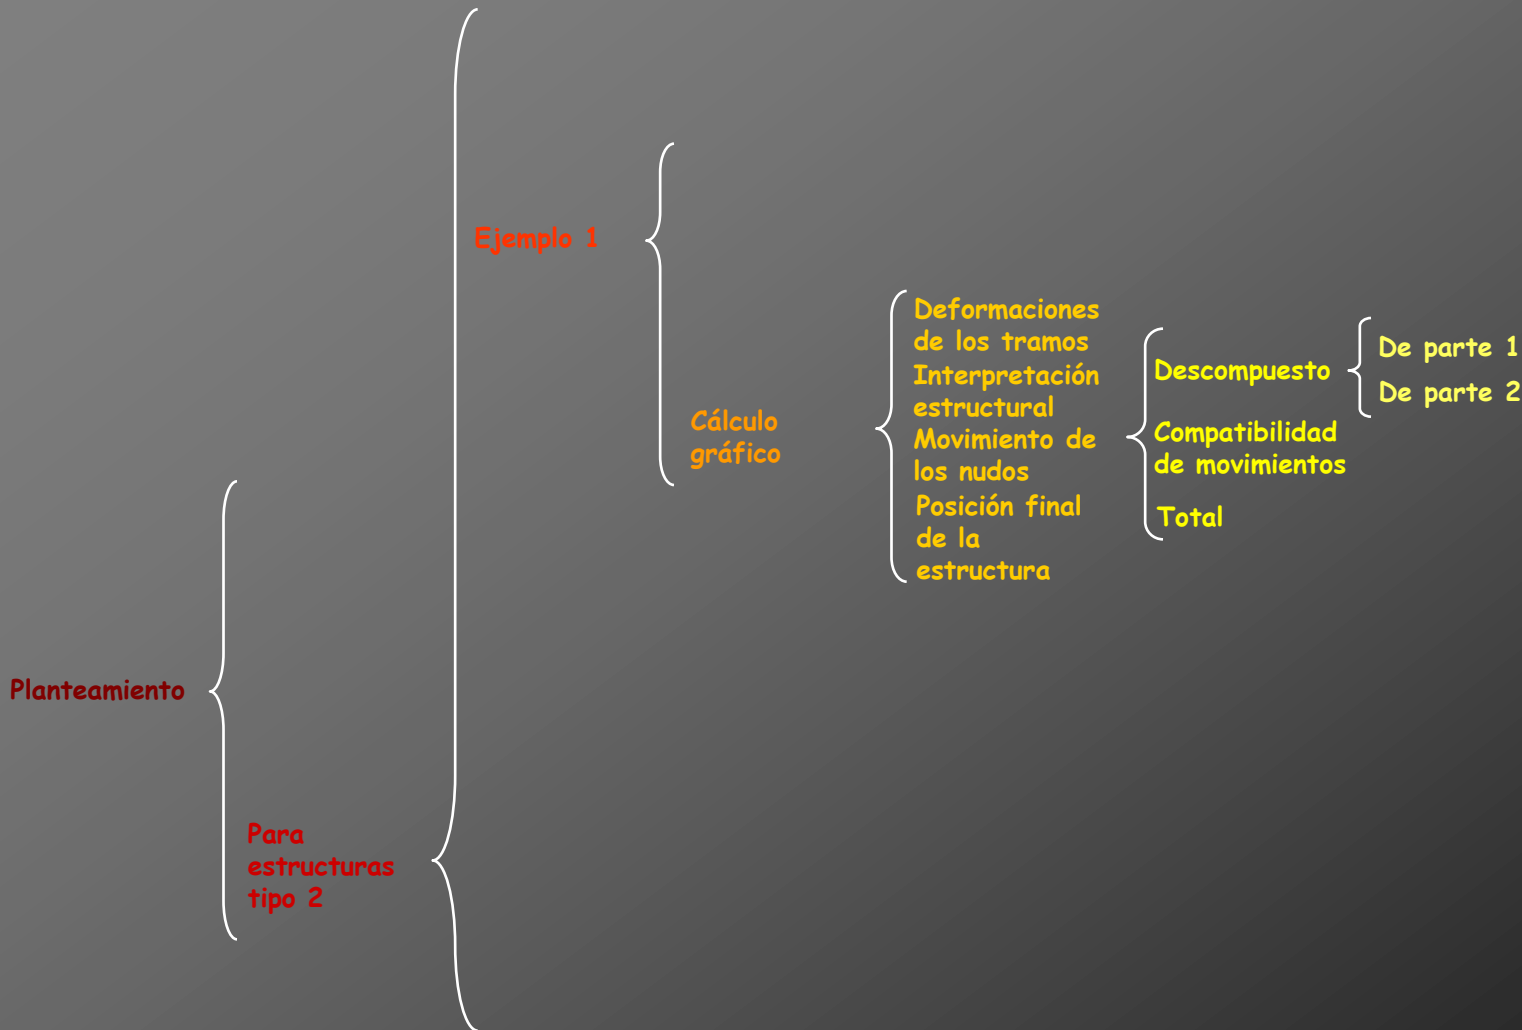 Planteamiento
Para
estructuras
tipo 2
Ejemplo 1
Cálculo
gráfico
Deformaciones
de los tramos
Interpretación
estructural
Movimiento de
los nudos
Posición final
de la
estructura
Descompuesto
Compatibilidad
de movimientos
Total
De parte 1
De parte 2